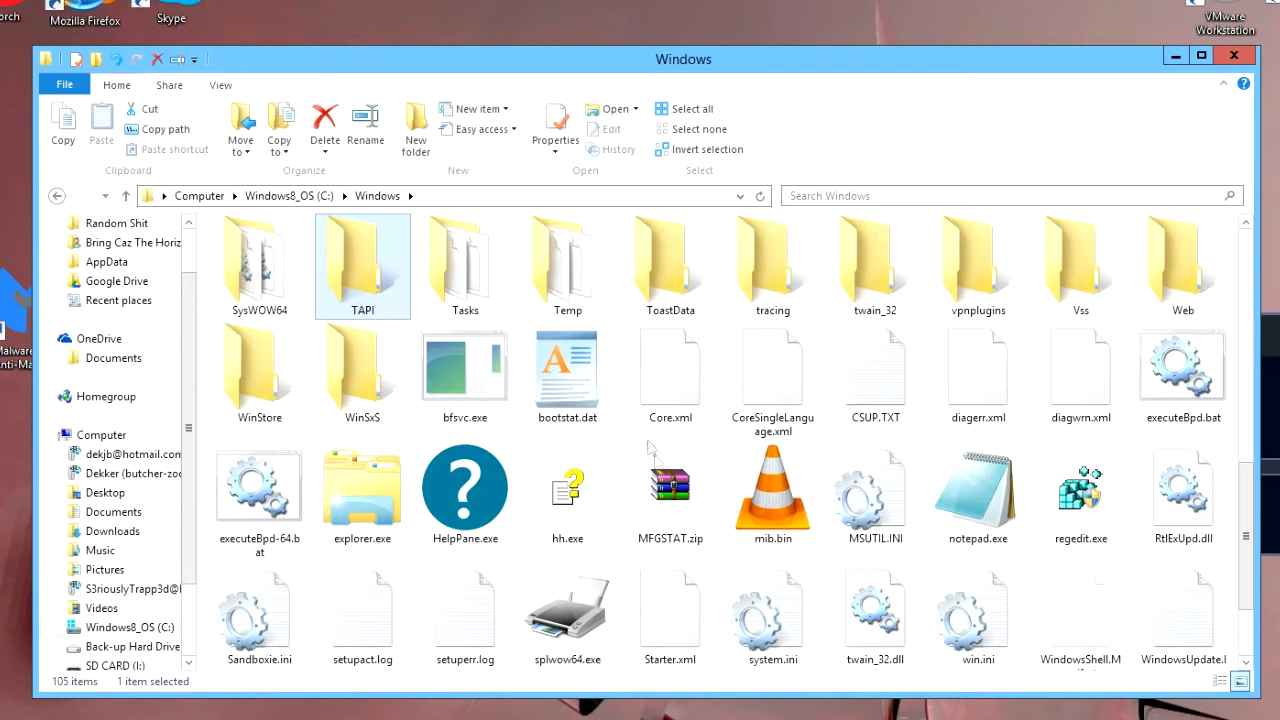 orch
Mozilla Firefox
Skype
VMware
Workstation
Windows
File
Home
Share
View
Copy
Paste
Cut
Copy path
Paste shortcut
Clipboard
Move
to
Copy
to
Delete
Rename
Organize
New
folder
New item
Easy access
New
Properties
Open
Edit
History
Open
Select all
Select none
Invert selection
Select
Computer
Windows8_OS (C:)
Windows
Search Windows
Random Shit
Bring Caz The Horiz
AppData
Google Drive
Recent places
OneDrive
Documents
Homegroup
Computer
dekjb@hotmail.com
Dekker (butcher-zoo
Desktop
Documents
Downloads
Music
Pictures
S3riouslyTrapp3d@
Videos
Windows8_OS (C:)
Back-up Hard Drive
SD CARD (I:)
Malware
Anti-Ma
SysWOW64
TAPI
Tasks
Temp
ToastData
tracing
twain_32
vpnplugins
Vss
Web
WinStore
WinSxS
bfsvc.exe
bootstat.dat
Core.xml
CoreSingleLangu
age.xml
CSUP.TXT
diagerr.xml
diagwrn.xml
executeBpd.bat
executeBpd-64.b
at
explorer.exe
HelpPane.exe
hh.exe
MFGSTAT.zip
mib.bin
MSUTIL.INI
notepad.exe
regedit.exe
RtlExUpd.dll
Sandboxie.ini
setupact.log
setuperr.log
splwow64.exe
Starter.xml
system.ini
twain_32.dll
win.ini
WindowsShell.M
WindowsUpdate.l
105 items
1 item selected